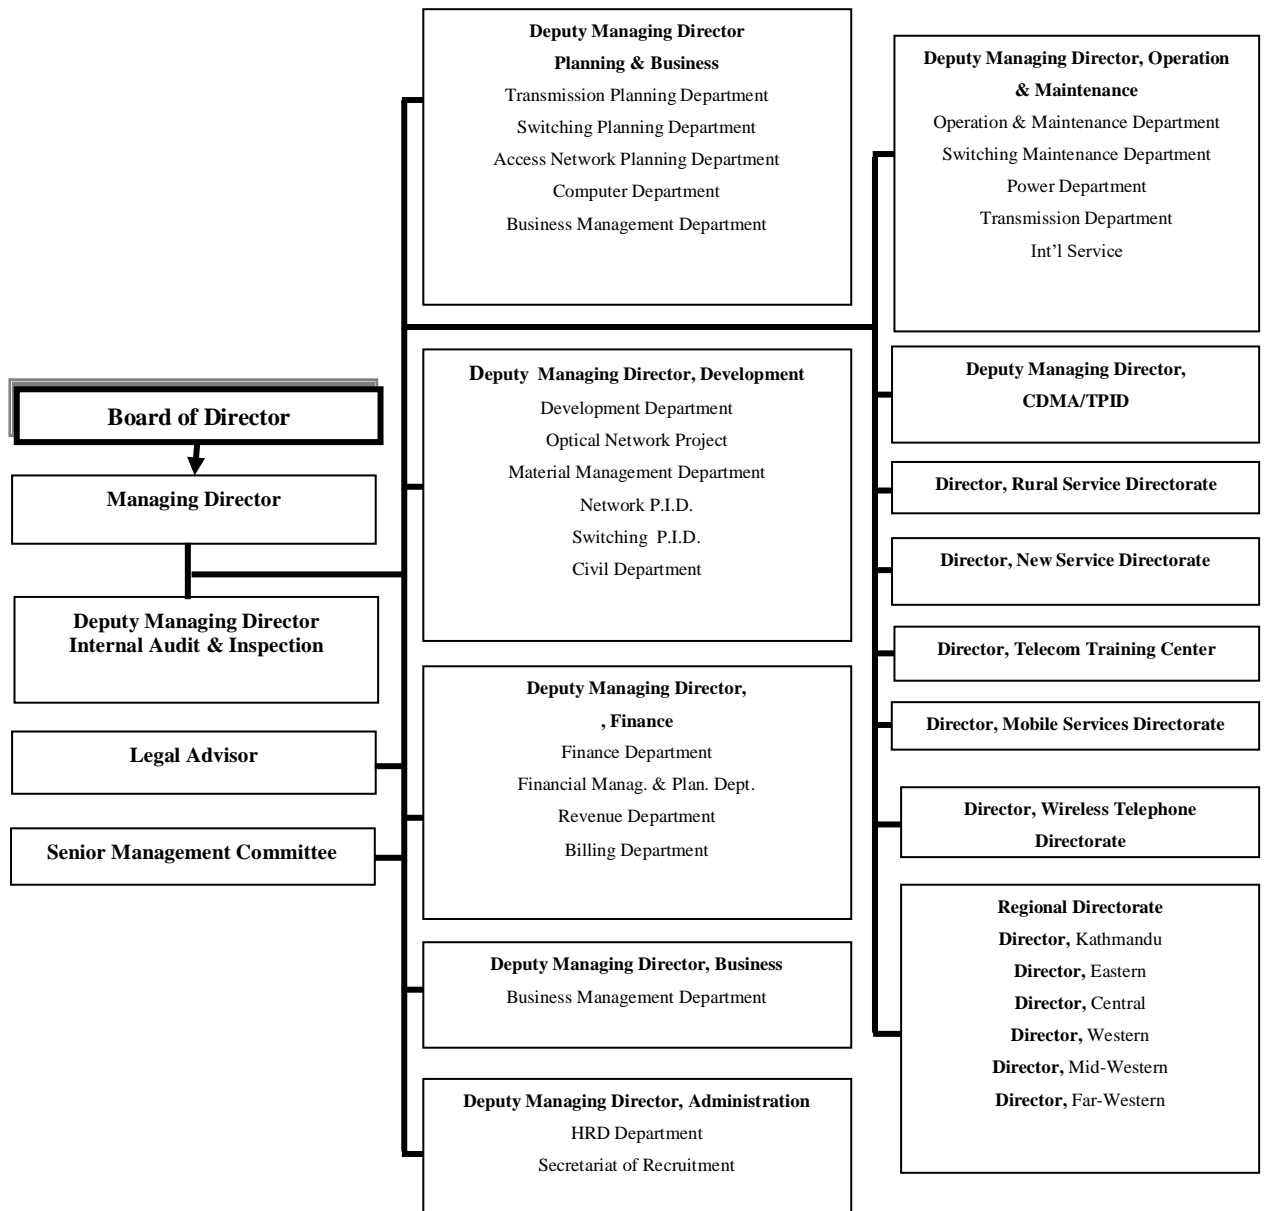 Board of Director
Managing Director
Deputy Managing Director
Internal Audit & Inspection
Legal Advisor
Senior Management Committee
Deputy Managing Director
Planning & Business
Transmission Planning Department
Switching Planning Department
Access Network Planning Department
Computer Department
Business Management Department
Deputy Managing Director, Development
Development Department
Optical Network Project
Material Management Department
Network P.I.D.
Switching P.I.D.
Civil Department
Deputy Managing Director,
, Finance
Finance Department
Financial Manag. & Plan. Dept.
Revenue Department
Billing Department
Deputy Managing Director, Business
Business Management Department
Deputy Managing Director, Administration
HRD Department
Secretariat of Recruitment
Deputy Managing Director, Operation
& Maintenance
Operation & Maintenance Department
Switching Maintenance Department
Power Department
Transmission Department
Int’l Service
Deputy Managing Director,
CDMA/TPID
Director, Rural Service Directorate
Director, New Service Directorate
Director, Telecom Training Center
Director, Mobile Services Directorate
Director, Wireless Telephone
Directorate
Regional Directorate
Director, Kathmandu
Director, Eastern
Director, Central
Director, Western
Director, Mid-Western
Director, Far-Western